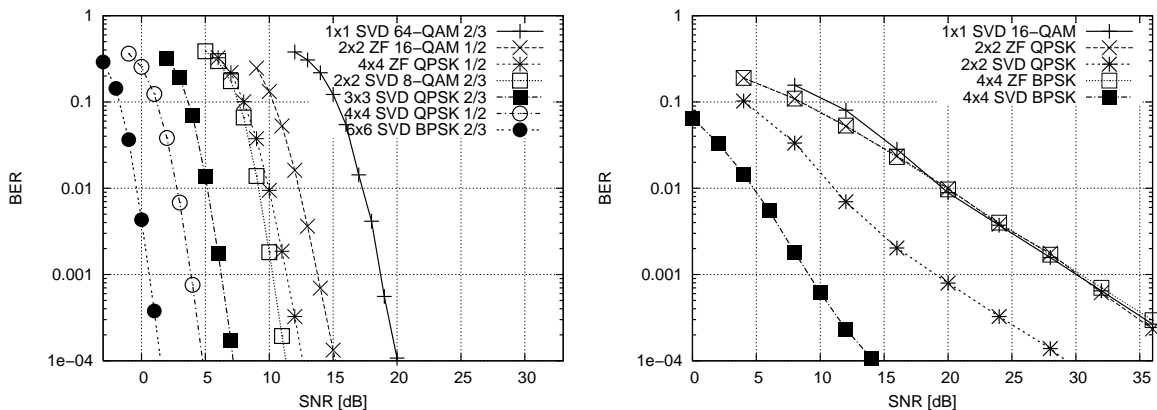 1
0.1
0.01
0.001
1e−04
0 5 10 15 20 25 30
BER
SNR [dB]
1x1 SVD 64−QAM 2/3
2x2 ZF 16−QAM 1/2
4x4 ZF QPSK 1/2
2x2 SVD 8−QAM 2/3
3x3 SVD QPSK 2/3
4x4 SVD QPSK 1/2
6x6 SVD BPSK 2/3
1
0.1
0.01
0.001
1e−04
0 5 10 15 20 25 30 35
BER
SNR [dB]
1x1 SVD 16−QAM
2x2 ZF QPSK
2x2 SVD QPSK
4x4 ZF BPSK
4x4 SVD BPSK